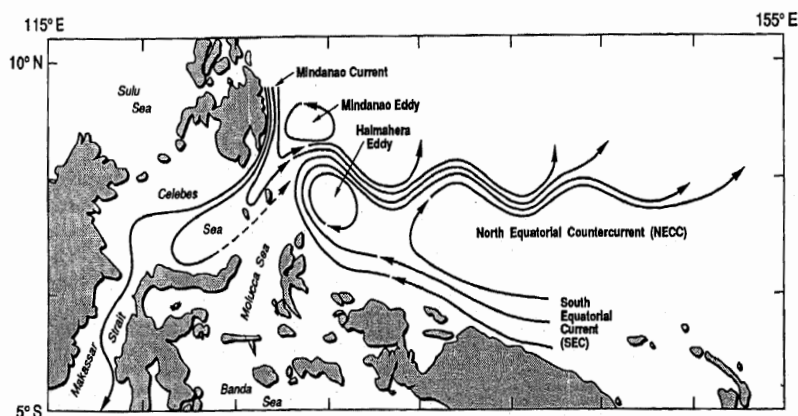 115°E
155°E
10°N
Mindanao Current
Sulu
Sea
Mindanao Eddy
Halmahera
Eddy
Celebes
Sea
North Equatorial Countercurrent (NECC)
Molucca Sea
South
Equatorial
Current
(SEC)
Makassar Strait
Banda
Sea
5°S